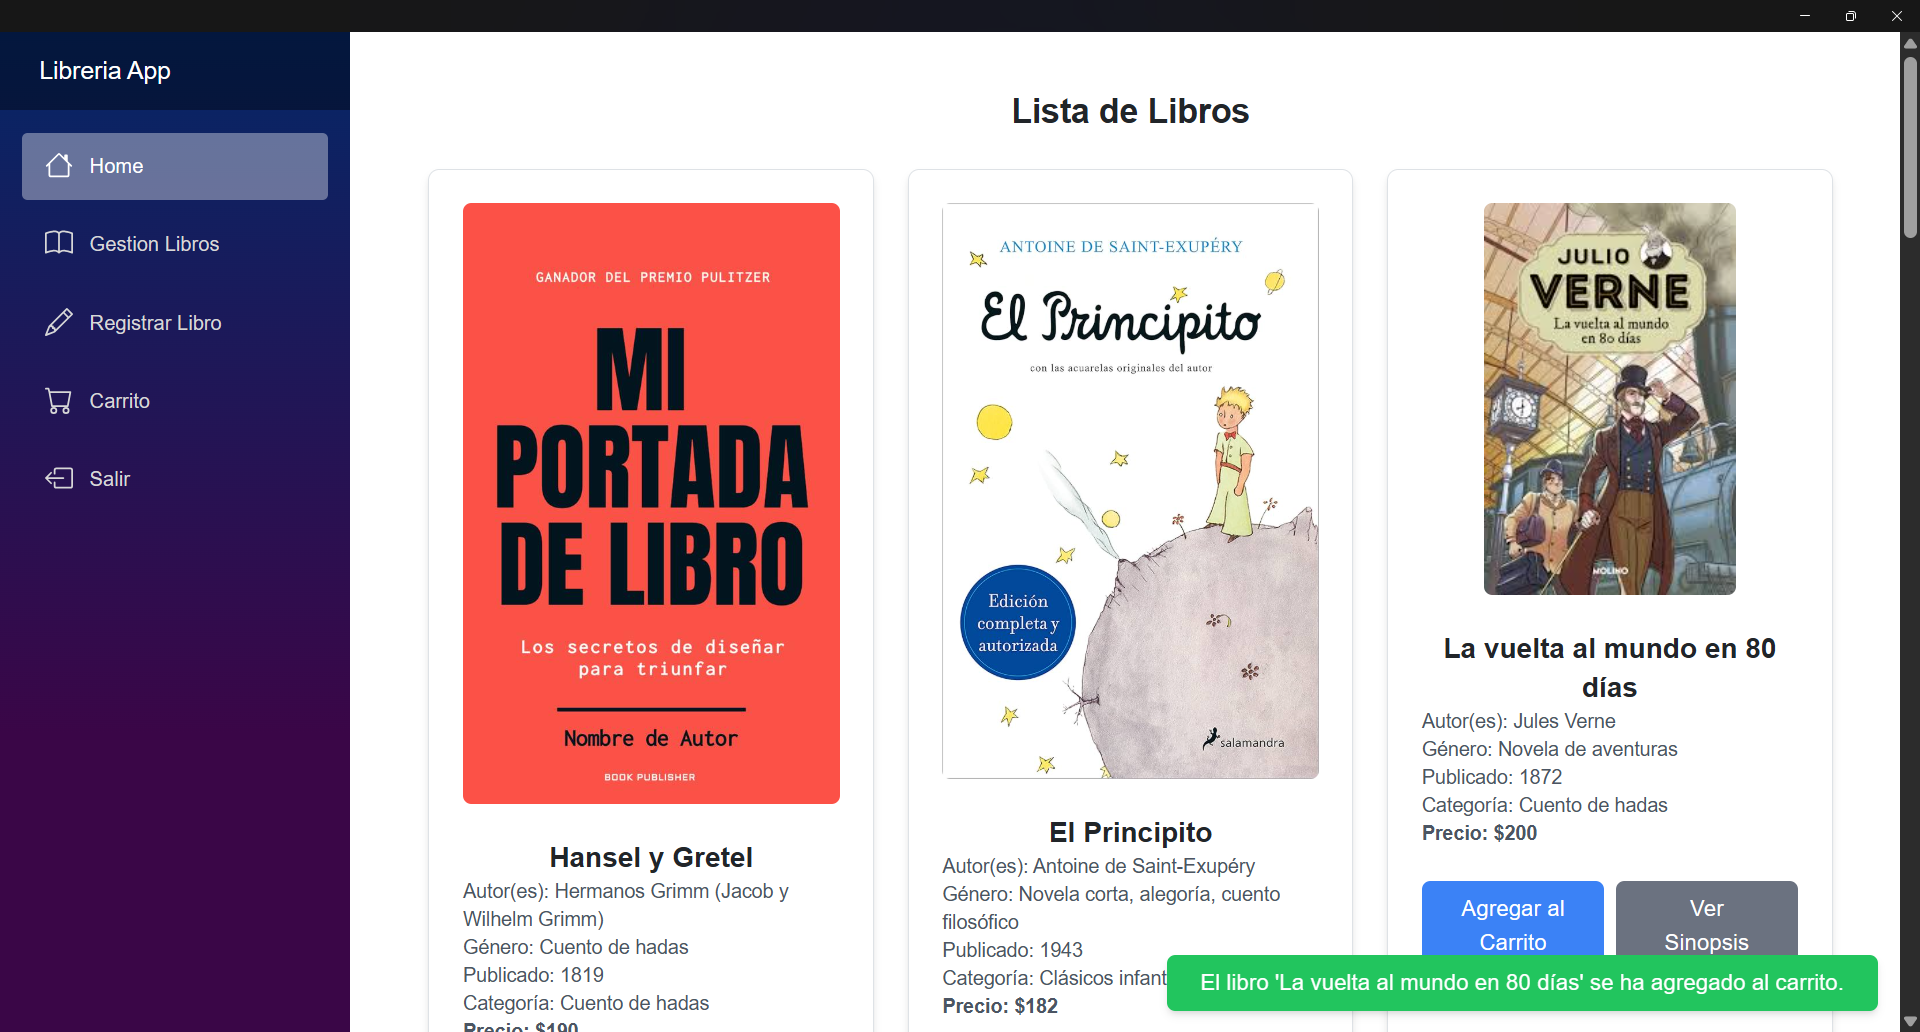 Libreria App
Home
Gestion Libros
Registrar Libro
Carrito
Salir
Lista de Libros
GANADOR DEL PREMIO PULITZER
MI
PORTADA
DE LIBRO
Los secretos de diseñar
para triunfar
Nombre de Autor
BOOK PUBLISHER
Hansel y Gretel
Autor(es): Hermanos Grimm (Jacob y
Wilhelm Grimm)
Género: Cuento de hadas
Publicado: 1819
Categoría: Cuento de hadas
Precio: $190
ANTOINE DE SAINT-EXUPÉRY
El Principito
con las acuarelas originales del autor
Edición
completa y
autorizada
salamandra
El Principito
Autor(es): Antoine de Saint-Exupéry
Género: Novela corta, alegoría, cuento
filosófico
Publicado: 1943
Categoría: Clásicos infant
Precio: $182
JULIO
VERNE
La vuelta al mundo
en 80 días
MOLINO
La vuelta al mundo en 80
días
Autor(es): Jules Verne
Género: Novela de aventuras
Publicado: 1872
Categoría: Cuento de hadas
Precio: $200
Agregar al
Carrito
Ver
Sinopsis
El libro 'La vuelta al mundo en 80 días' se ha agregado al carrito.